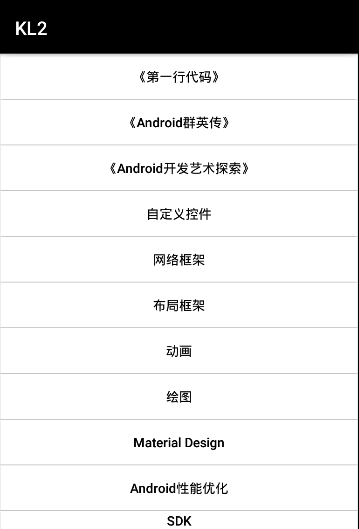 KL2
《第一行代码》
《Android群英传》
《Android开发艺术探索》
自定义控件
网络框架
布局框架
动画
绘图
Material Design
Android性能优化
SDK